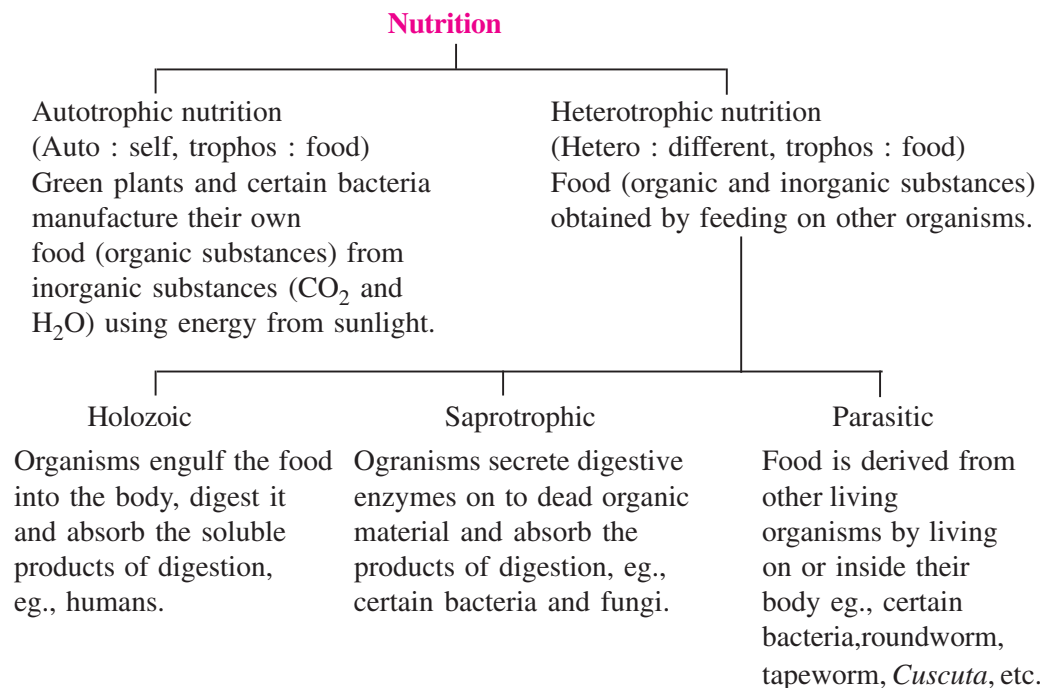 Nutrition
Autotrophic nutrition
(Auto : self, trophos : food)
Green plants and certain bacteria
manufacture their own
food (organic substances) from
inorganic substances (CO₂ and
H₂O) using energy from sunlight.
Heterotrophic nutrition
(Hetero : different, trophos : food)
Food (organic and inorganic substances)
obtained by feeding on other organisms.
Holozoic
Organisms engulf the food
into the body, digest it
and absorb the soluble
products of digestion,
eg., humans.
Saprotrophic
Ogranisms secrete digestive
enzymes on to dead organic
material and absorb the
products of digestion, eg.,
certain bacteria and fungi.
Parasitic
Food is derived from
other living
organisms by living
on or inside their
body eg., certain
bacteria,roundworm,
tapeworm, Cuscuta, etc.